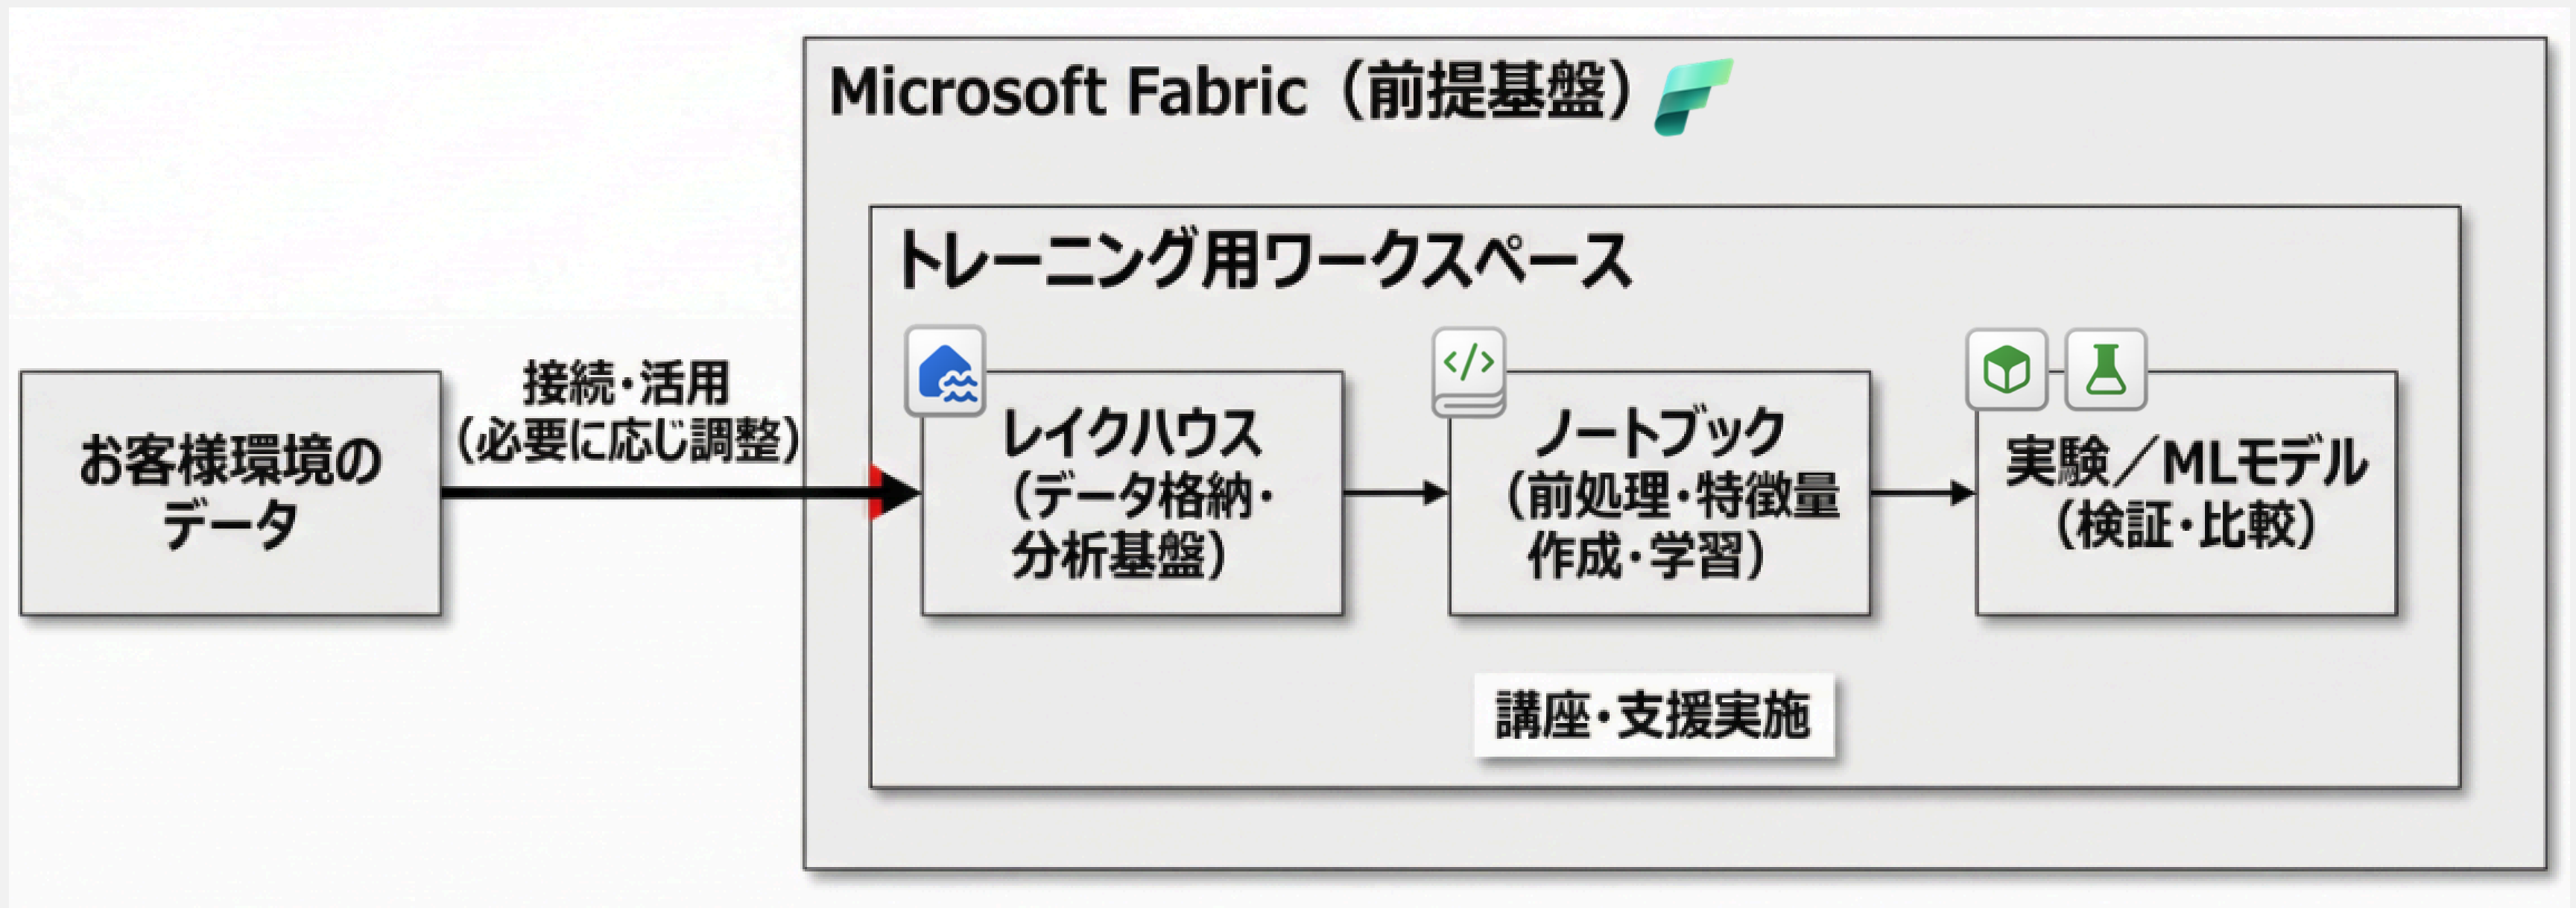 Microsoft Fabric（前提基盤）
トレーニング用ワークスペース
お客様環境の
データ
接続・活用
（必要に応じ調整）
レイクハウス
（データ格納・
分析基盤）
</>
ノートブック
（前処理・特徴量
作成・学習）
実験／MLモデル
（検証・比較）
講座・支援実施